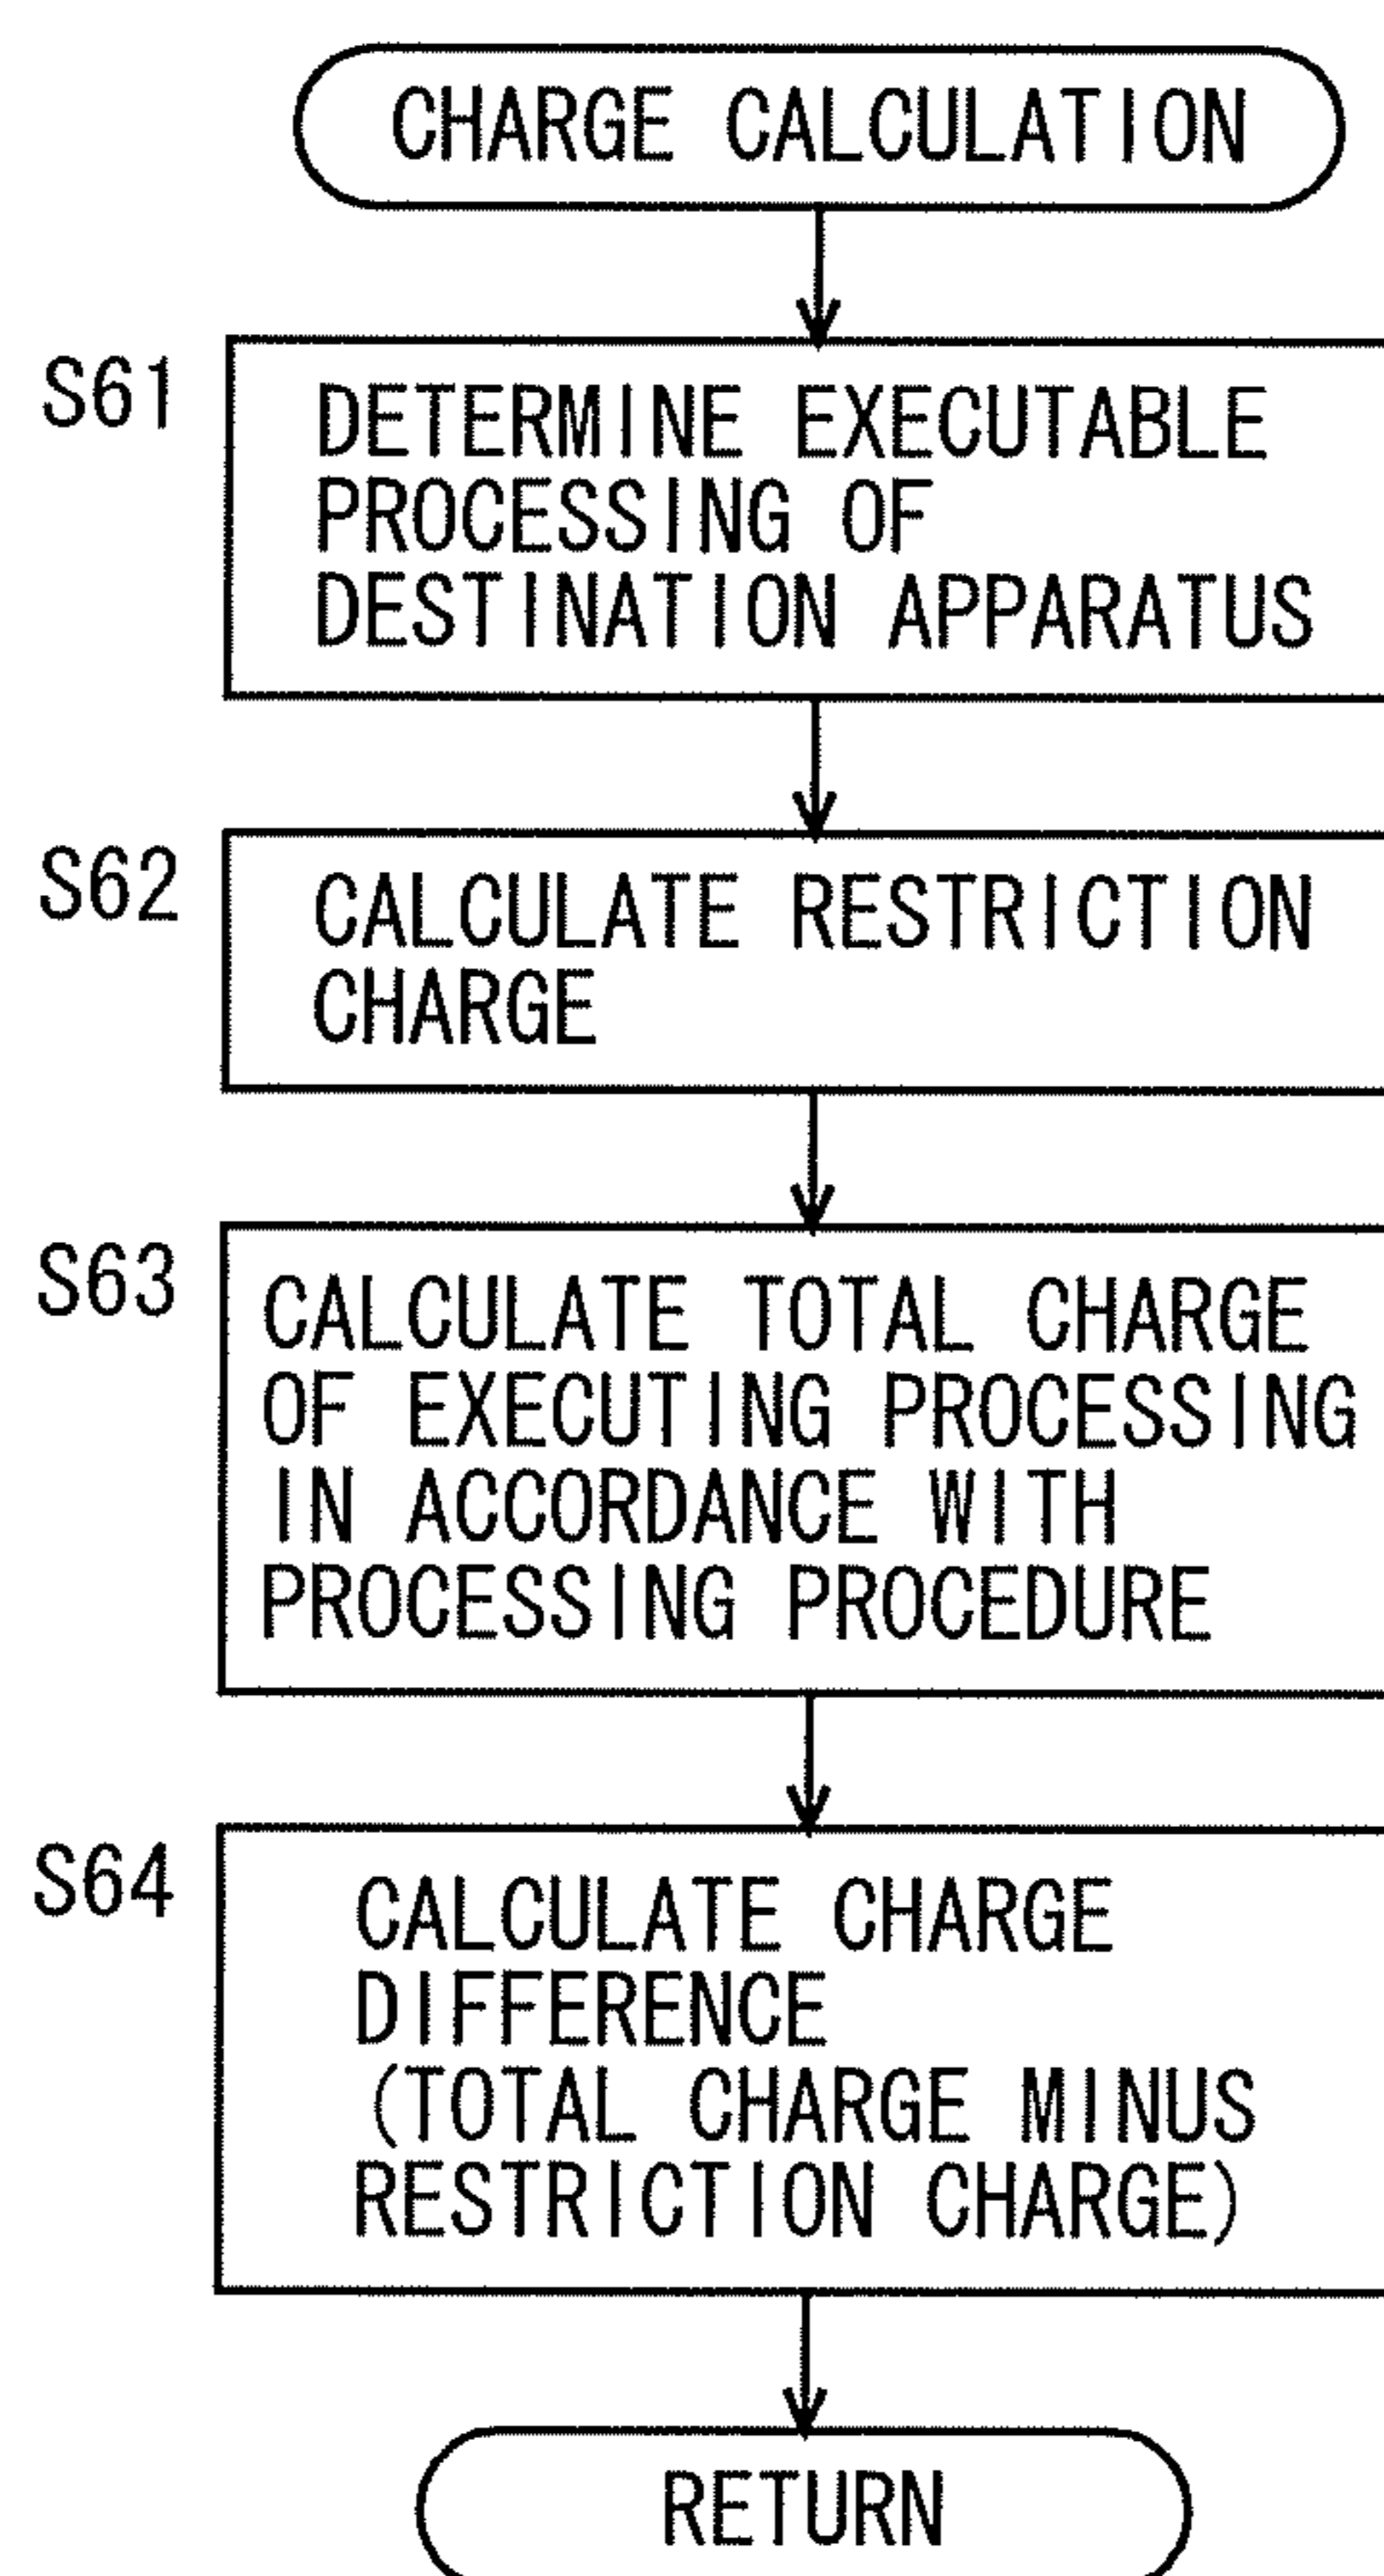 CHARGE CALCULATION
S61
DETERMINE EXECUTABLE
PROCESSING OF
DESTINATION APPARATUS
S62
CALCULATE RESTRICTION
CHARGE
S63
CALCULATE TOTAL CHARGE
OF EXECUTING PROCESSING
IN ACCORDANCE WITH
PROCESSING PROCEDURE
S64
CALCULATE CHARGE
DIFFERENCE
(TOTAL CHARGE MINUS
RESTRICTION CHARGE)
RETURN